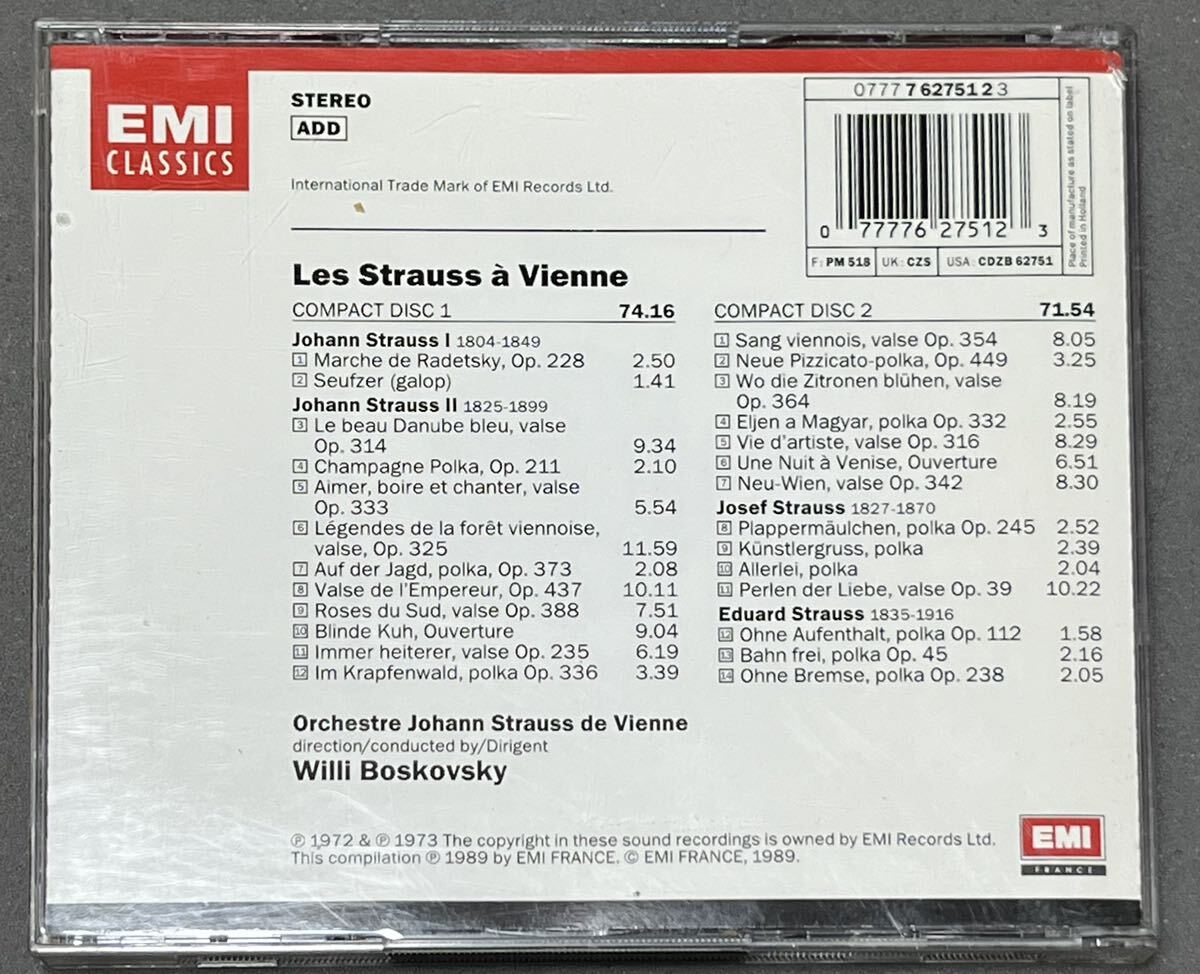 EMI
CLASSICS
STEREO
ADD
International Trade Mark of EMI Records Ltd.
0777 7 62751 2 3
0 77776 27512 3
F: PM 518 UK: CZS USA: CDZB 62751
Place of manufacture as stated on label
Printed in Holland
Les Strauss à Vienne
COMPACT DISC 1 74.16
Johann Strauss I 1804-1849
1 Marche de Radetsky, Op. 228 2.50
2 Seufzer (galop) 1.41
Johann Strauss II 1825-1899
3 Le beau Danube bleu, valse
Op. 314 9.34
4 Champagne Polka, Op. 211 2.10
5 Aimer, boire et chanter, valse
Op. 333 5.54
6 Légendes de la forêt viennoise,
valse, Op. 325 11.59
7 Auf der Jagd, polka, Op. 373 2.08
8 Valse de l'Empereur, Op. 437 10.11
9 Roses du Sud, valse Op. 388 7.51
10 Blinde Kuh, Ouverture 9.04
11 Immer heiterer, valse Op. 235 6.19
12 Im Krapfenwald, polka Op. 336 3.39
COMPACT DISC 2 71.54
1 Sang viennois, valse Op. 354 8.05
2 Neue Pizzicato-polka, Op. 449 3.25
3 Wo die Zitronen blühen, valse
Op. 364 8.19
4 Eljen a Magyar, polka Op. 332 2.55
5 Vie d'artiste, valse Op. 316 8.29
6 Une Nuit à Venise, Ouverture 6.51
7 Neu-Wien, valse Op. 342 8.30
Josef Strauss 1827-1870
8 Plappermäulchen, polka Op. 245 2.52
9 Künstlergruss, polka 2.39
10 Allerlei, polka 2.04
11 Perlen der Liebe, valse Op. 39 10.22
Eduard Strauss 1835-1916
12 Ohne Aufenthalt, polka Op. 112 1.58
13 Bahn frei, polka Op. 45 2.16
14 Ohne Bremse, polka Op. 238 2.05
Orchestre Johann Strauss de Vienne
direction/conducted by/Dirigent
Willi Boskovsky
℗ 1972 & ℗ 1973 The copyright in these sound recordings is owned by EMI Records Ltd.
This compilation ℗ 1989 by EMI FRANCE. © EMI FRANCE, 1989.
EMI
FRANCE